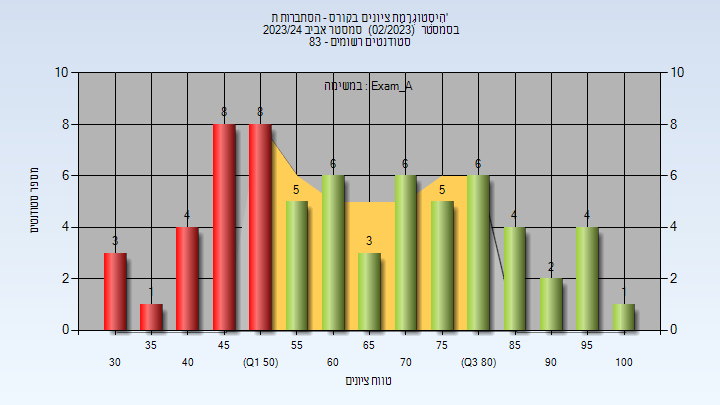 'היסטוגרמת ציונים בקורס - הסתברות ת
בסמסטר (02/2023) סמסטר אביב 2023/24
סטודנטים רשומים - 83
במשימה : Exam_A
מספר סטודנטים
10 10
8 8
6 6
4 4
2 2
0 0
3 1 4 8 8 5 6 3 6 5 6 4 2 4 1
35 45 55 65 75 85 95
30 40 (Q1 50) 60 70 (Q3 80) 90 100
טווח ציונים